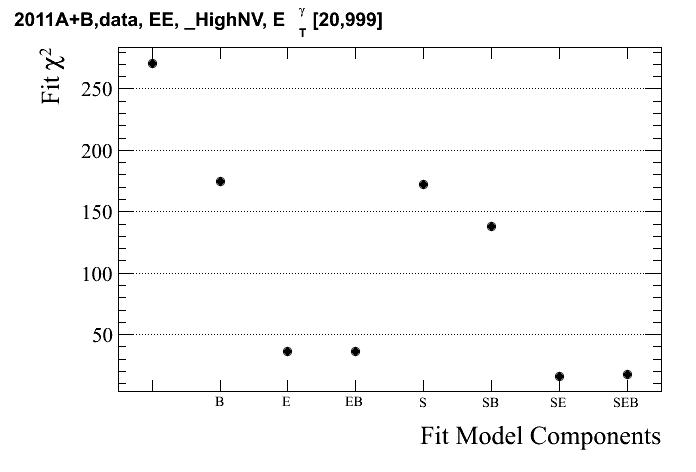 2011A+B,data, EE, _HighNV, E γ T [20,999]
Fit χ²
250
200
150
100
50
B E EB S SB SE SEB
Fit Model Components